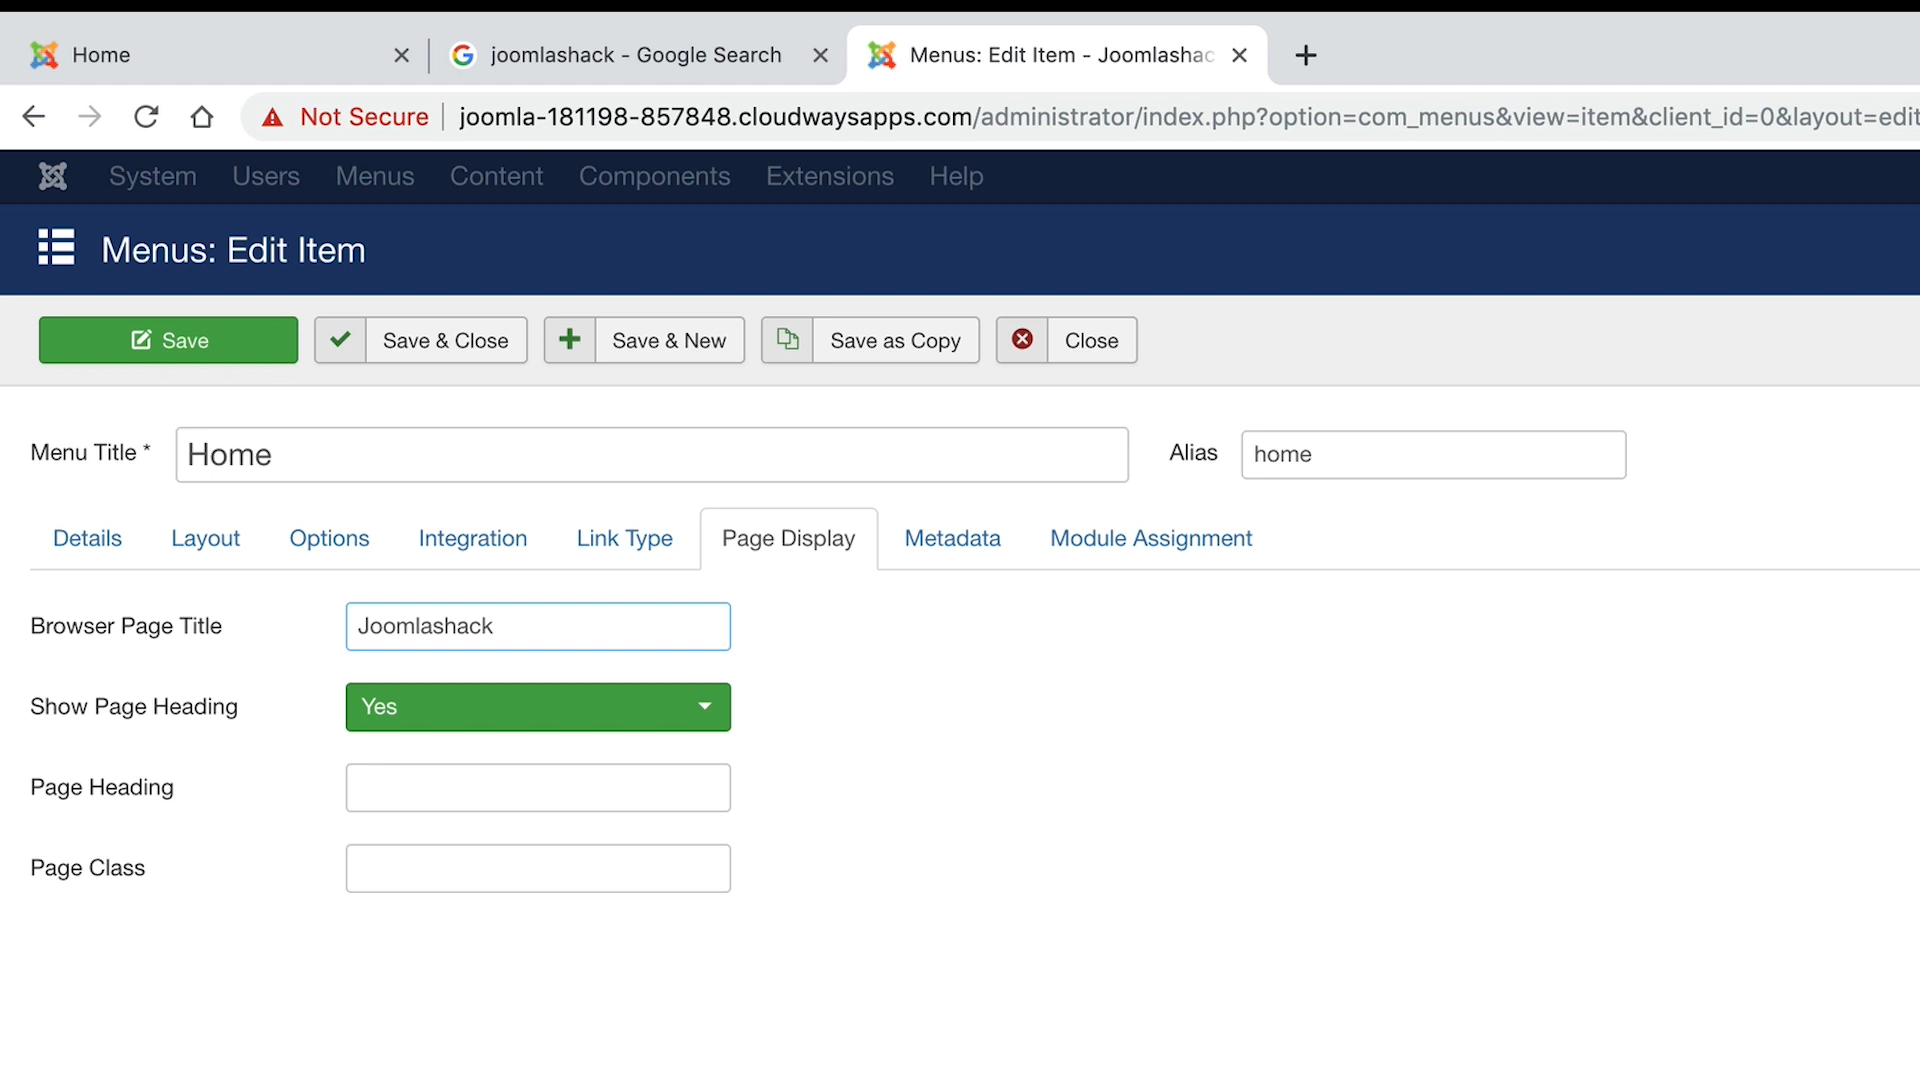 Home
joomlashack - Google Search
Menus: Edit Item - Joomlashac
Not Secure
joomla-181198-857848.cloudwaysapps.com/administrator/index.php?option=com_menus&view=item&client_id=0&layout=edit
System Users Menus Content Components Extensions Help
Menus: Edit Item
Save Save & Close Save & New Save as Copy Close
Menu Title * Home Alias home
Details Layout Options Integration Link Type Page Display Metadata Module Assignment
Browser Page Title Joomlashack
Show Page Heading Yes
Page Heading
Page Class